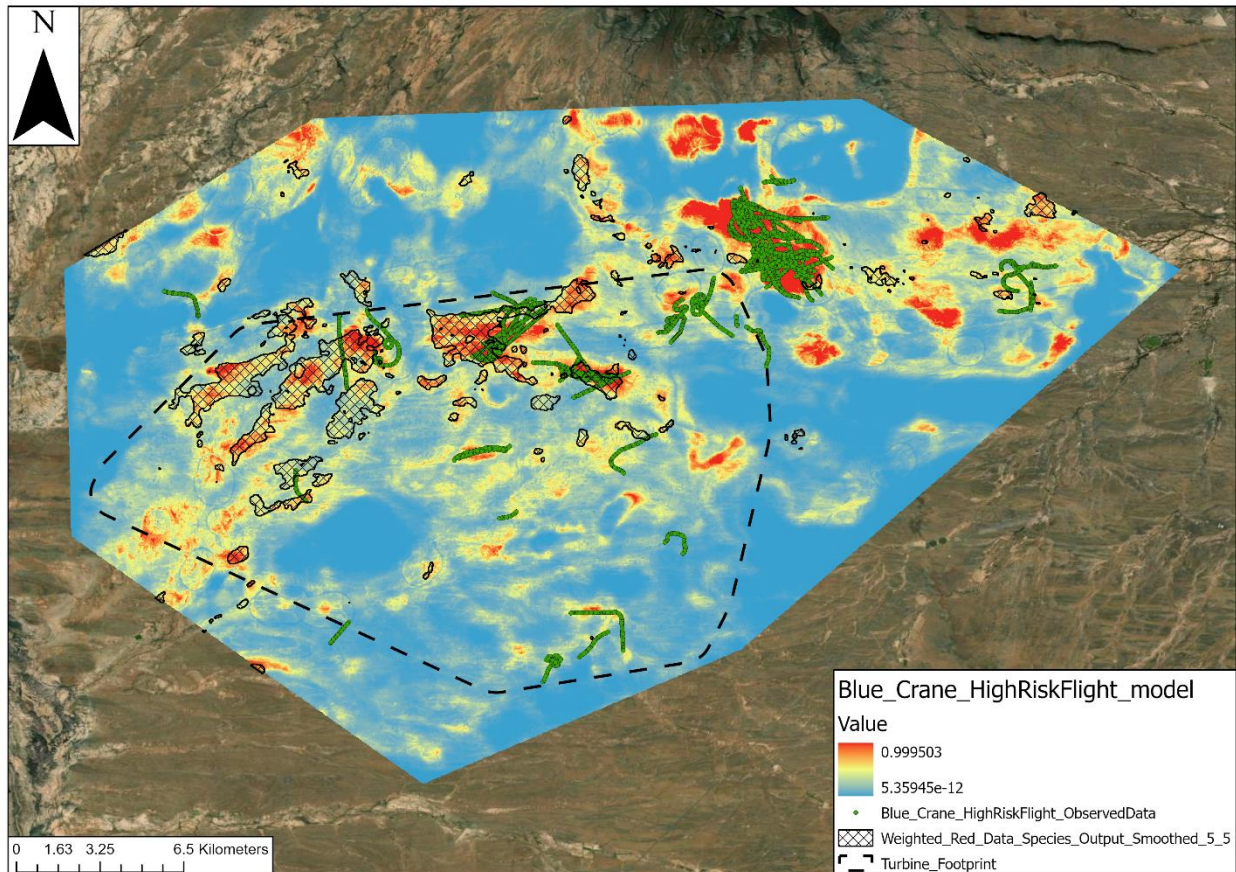 N
Blue_Crane_HighRiskFlight_model
Value
0.999503
5.35945e-12
Blue_Crane_HighRiskFlight_ObservedData
Weighted_Red_Data_Species_Output_Smoothed_5_5
Turbine_Footprint
0 1.63 3.25 6.5 Kilometers